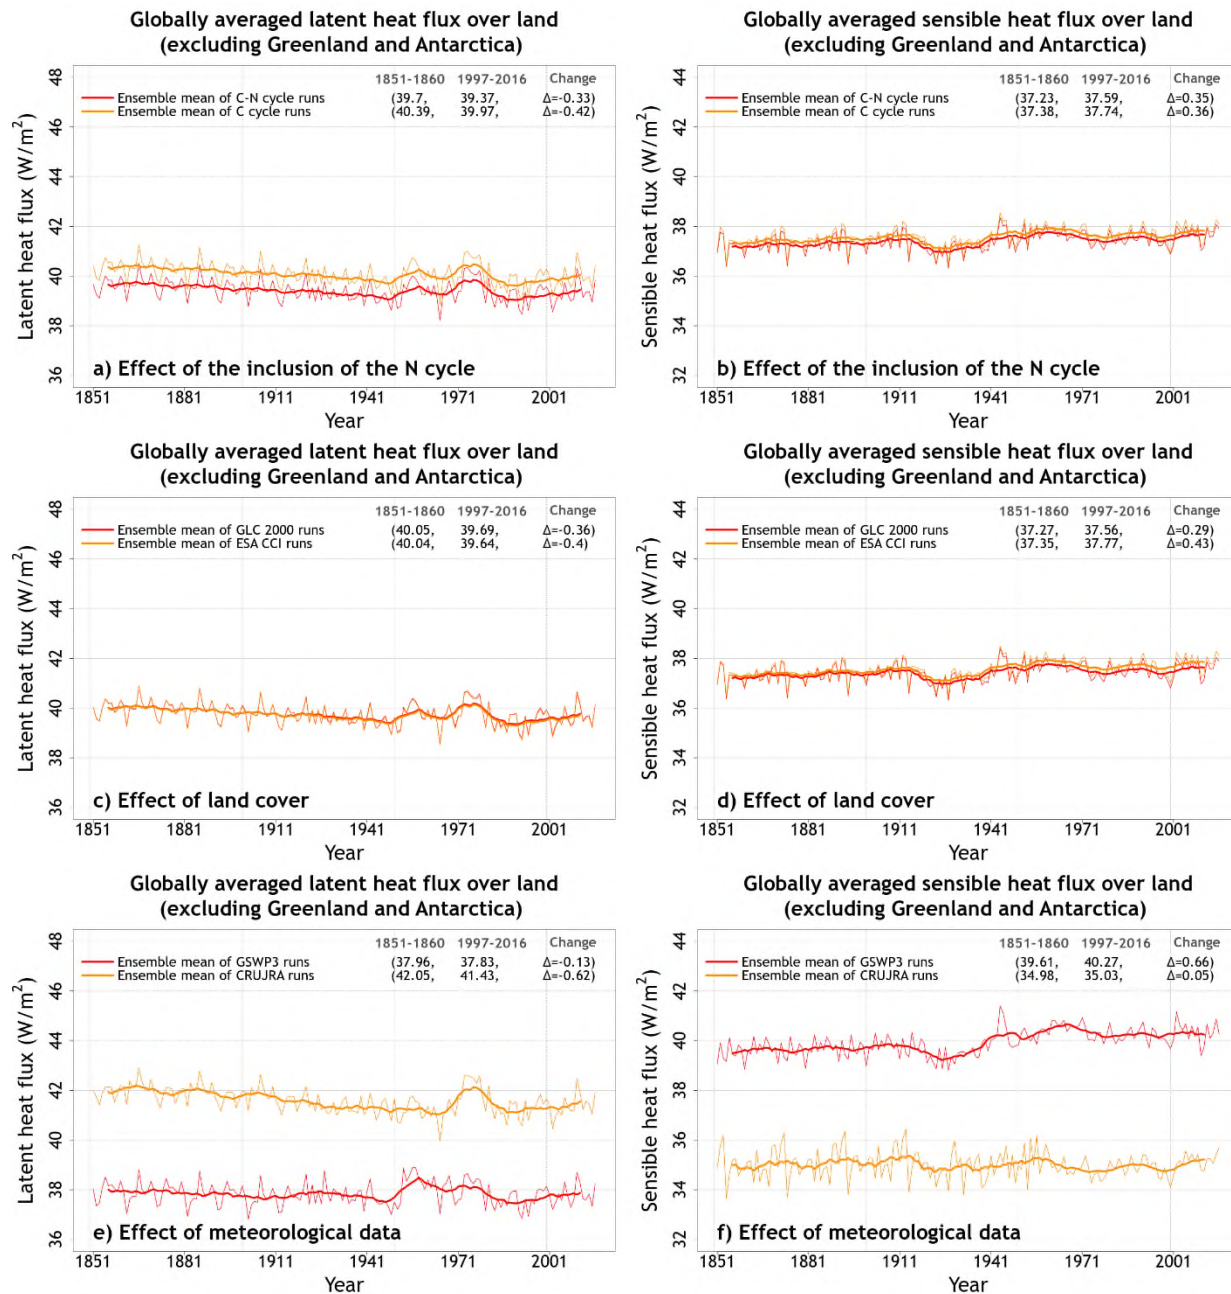 Globally averaged latent heat flux over land
(excluding Greenland and Antarctica)
1851-1860 1997-2016 Change
Ensemble mean of C-N cycle runs (39.7, 39.37, Δ=-0.33)
Ensemble mean of C cycle runs (40.39, 39.97, Δ=-0.42)
Latent heat flux (W/m²)
48
46
44
42
40
38
36
a) Effect of the inclusion of the N cycle
1851 1881 1911 1941 1971 2001
Year
Globally averaged sensible heat flux over land
(excluding Greenland and Antarctica)
1851-1860 1997-2016 Change
Ensemble mean of C-N cycle runs (37.23, 37.59, Δ=0.35)
Ensemble mean of C cycle runs (37.38, 37.74, Δ=0.36)
Sensible heat flux (W/m²)
44
42
40
38
36
34
32
b) Effect of the inclusion of the N cycle
1851 1881 1911 1941 1971 2001
Year
Globally averaged latent heat flux over land
(excluding Greenland and Antarctica)
1851-1860 1997-2016 Change
Ensemble mean of GLC 2000 runs (40.05, 39.69, Δ=-0.36)
Ensemble mean of ESA CCI runs (40.04, 39.64, Δ=-0.4)
Latent heat flux (W/m²)
48
46
44
42
40
38
36
c) Effect of land cover
1851 1881 1911 1941 1971 2001
Year
Globally averaged sensible heat flux over land
(excluding Greenland and Antarctica)
1851-1860 1997-2016 Change
Ensemble mean of GLC 2000 runs (37.27, 37.56, Δ=0.29)
Ensemble mean of ESA CCI runs (37.35, 37.77, Δ=0.43)
Sensible heat flux (W/m²)
44
42
40
38
36
34
32
d) Effect of land cover
1851 1881 1911 1941 1971 2001
Year
Globally averaged latent heat flux over land
(excluding Greenland and Antarctica)
1851-1860 1997-2016 Change
Ensemble mean of GSWP3 runs (37.96, 37.83, Δ=-0.13)
Ensemble mean of CRUJRA runs (42.05, 41.43, Δ=-0.62)
Latent heat flux (W/m²)
48
46
44
42
40
38
36
e) Effect of meteorological data
1851 1881 1911 1941 1971 2001
Year
Globally averaged sensible heat flux over land
(excluding Greenland and Antarctica)
1851-1860 1997-2016 Change
Ensemble mean of GSWP3 runs (39.61, 40.27, Δ=0.66)
Ensemble mean of CRUJRA runs (34.98, 35.03, Δ=0.05)
Sensible heat flux (W/m²)
44
42
40
38
36
34
32
f) Effect of meteorological data
1851 1881 1911 1941 1971 2001
Year